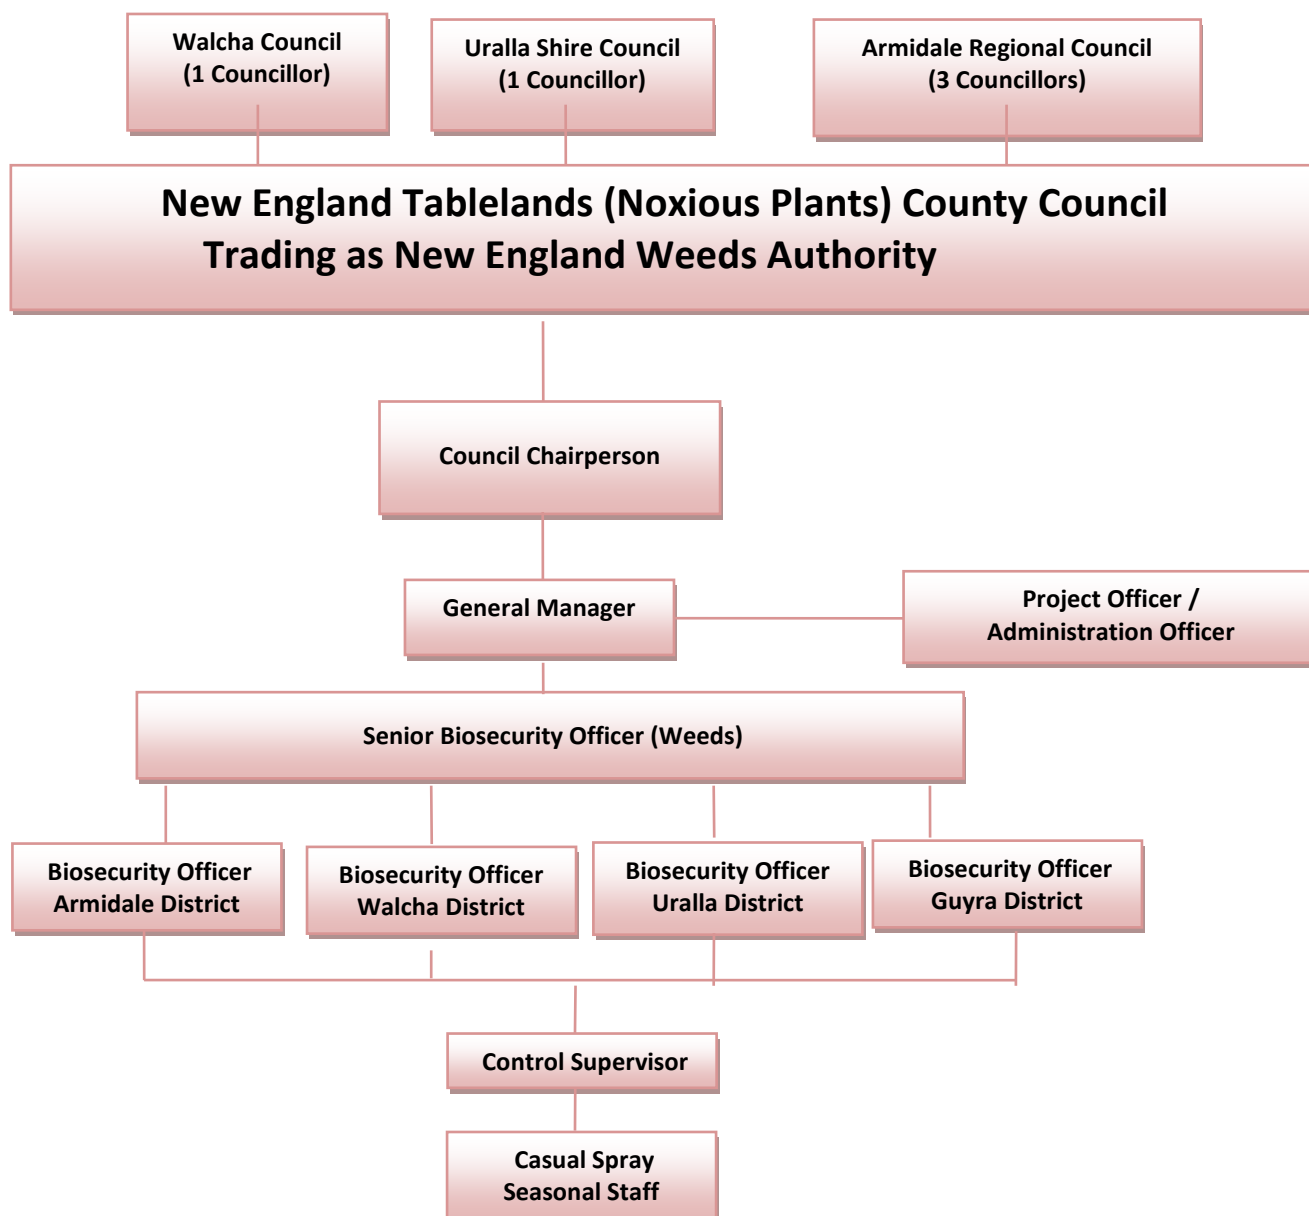 Walcha Council
(1 Councillor)
Uralla Shire Council
(1 Councillor)
Armidale Regional Council
(3 Councillors)
New England Tablelands (Noxious Plants) County Council
Trading as New England Weeds Authority
Council Chairperson
General Manager
Project Officer /
Administration Officer
Senior Biosecurity Officer (Weeds)
Biosecurity Officer
Armidale District
Biosecurity Officer
Walcha District
Biosecurity Officer
Uralla District
Biosecurity Officer
Guyra District
Control Supervisor
Casual Spray
Seasonal Staff